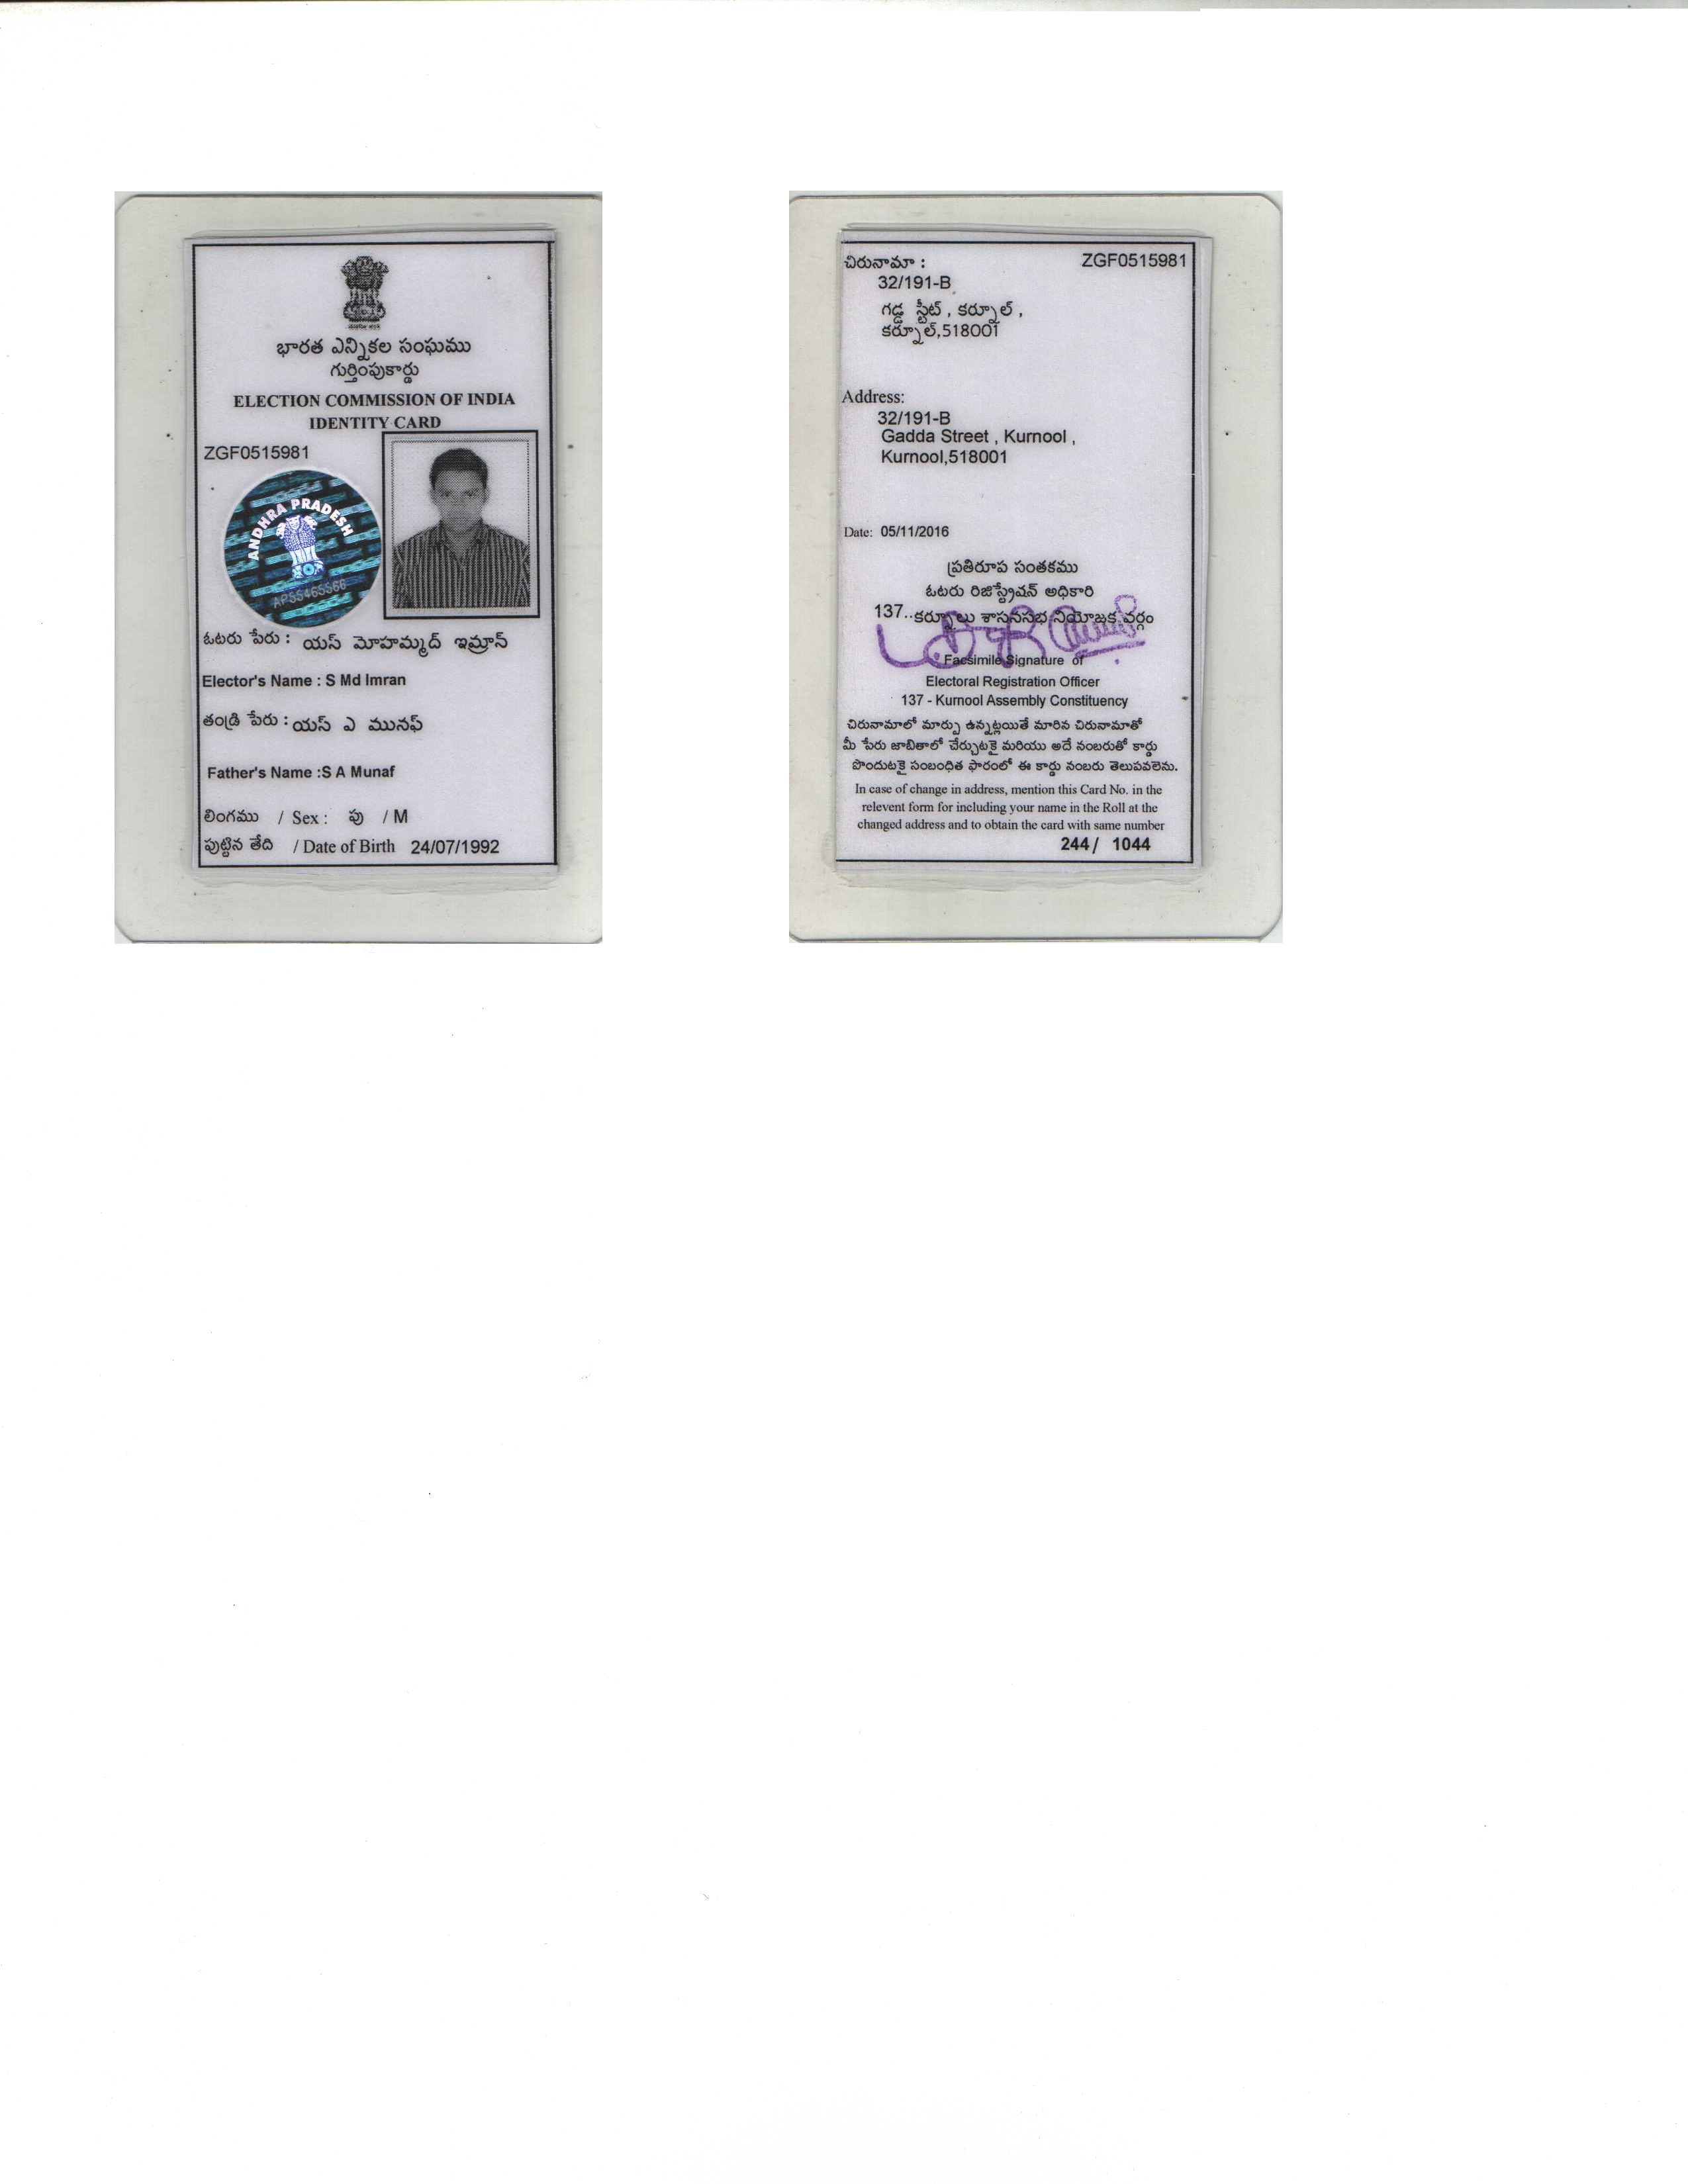 భారత ఎన్నికల సంఘము
గుర్తింపుకార్డు
ELECTION COMMISSION OF INDIA
IDENTITY CARD
ZGF0515981
ANDHRA PRADESH
AP55465566
ఓటరు పేరు : యస్ మోహమ్మద్ ఇమ్రాన్
Elector's Name : S Md Imran
తండ్రి పేరు : యస్ ఎ మునఫ్
Father's Name :S A Munaf
లింగము / Sex : పు / M
పుట్టిన తేది / Date of Birth 24/07/1992
చిరునామా : ZGF0515981
32/191-B
గడ్డ స్టీట్ , కర్నూల్ ,
కర్నూల్,518001
Address:
32/191-B
Gadda Street , Kurnool ,
Kurnool,518001
Date: 05/11/2016
ప్రతిరూప సంతకము
ఓటరు రిజిస్ట్రేషన్ అధికారి
137..కర్నూలు శాసనసభ నియోజక వర్గం
Facsimile Signature of
Electoral Registration Officer
137 - Kurnool Assembly Constituency
చిరునామాలో మార్పు ఉన్నట్లయితే మారిన చిరునామాతో
మీ పేరు జాబితాలో చేర్చుటకై మరియు అదే నంబరుతో కార్డు
పొందుటకై సంబంధిత ఫారంలో ఈ కార్డు నంబరు తెలుపవలెను.
In case of change in address, mention this Card No. in the
relevent form for including your name in the Roll at the
changed address and to obtain the card with same number
244 / 1044